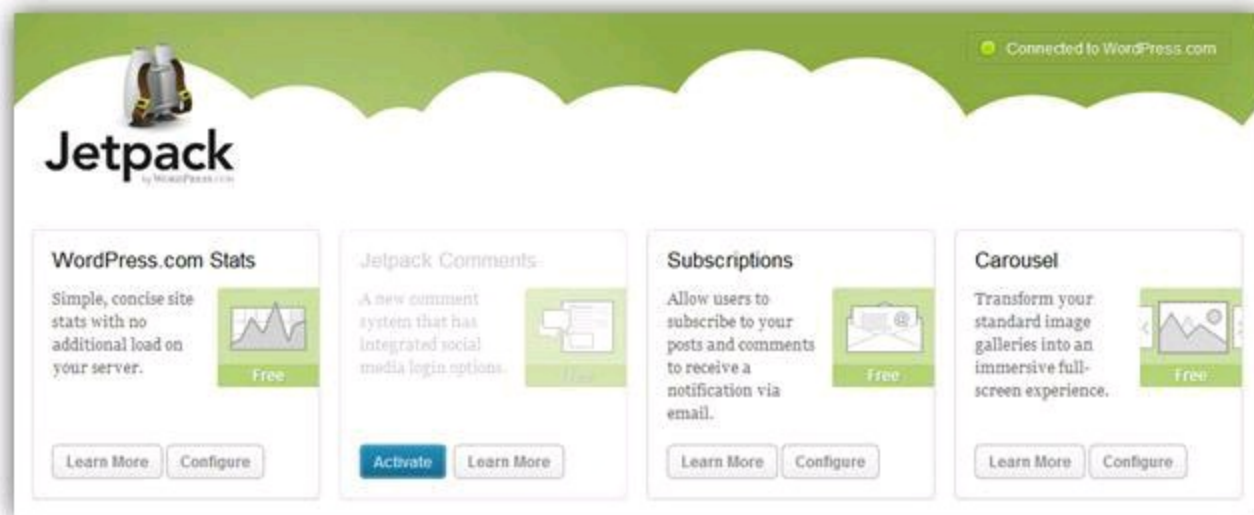 Connected to WordPress.com
Jetpack
by WORDPRESS.COM
WordPress.com Stats
Simple, concise site
stats with no
additional load on
your server.
Free
Learn More
Configure
Jetpack Comments
A new comment
system that has
integrated social
media login options.
Free
Activate
Learn More
Subscriptions
Allow users to
subscribe to your
posts and comments
to receive a
notification via
email.
@
Free
Learn More
Configure
Carousel
Transform your
standard image
galleries into an
immersive full-
screen experience.
Free
Learn More
Configure